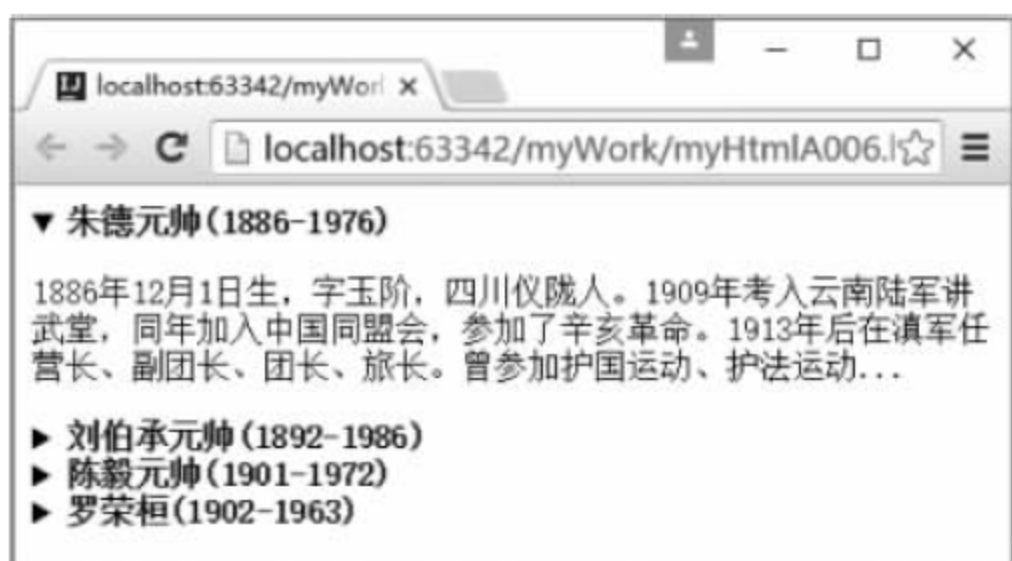 localhost:63342/myWorl
localhost:63342/myWork/myHtmlA006.l
朱德元帅(1886-1976)
1886年12月1日生，字玉阶，四川仪陇人。1909年考入云南陆军讲
武堂，同年加入中国同盟会，参加了辛亥革命。1913年后在滇军任
营长、副团长、团长、旅长。曾参加护国运动、护法运动...
刘伯承元帅(1892-1986)
陈毅元帅(1901-1972)
罗荣桓(1902-1963)